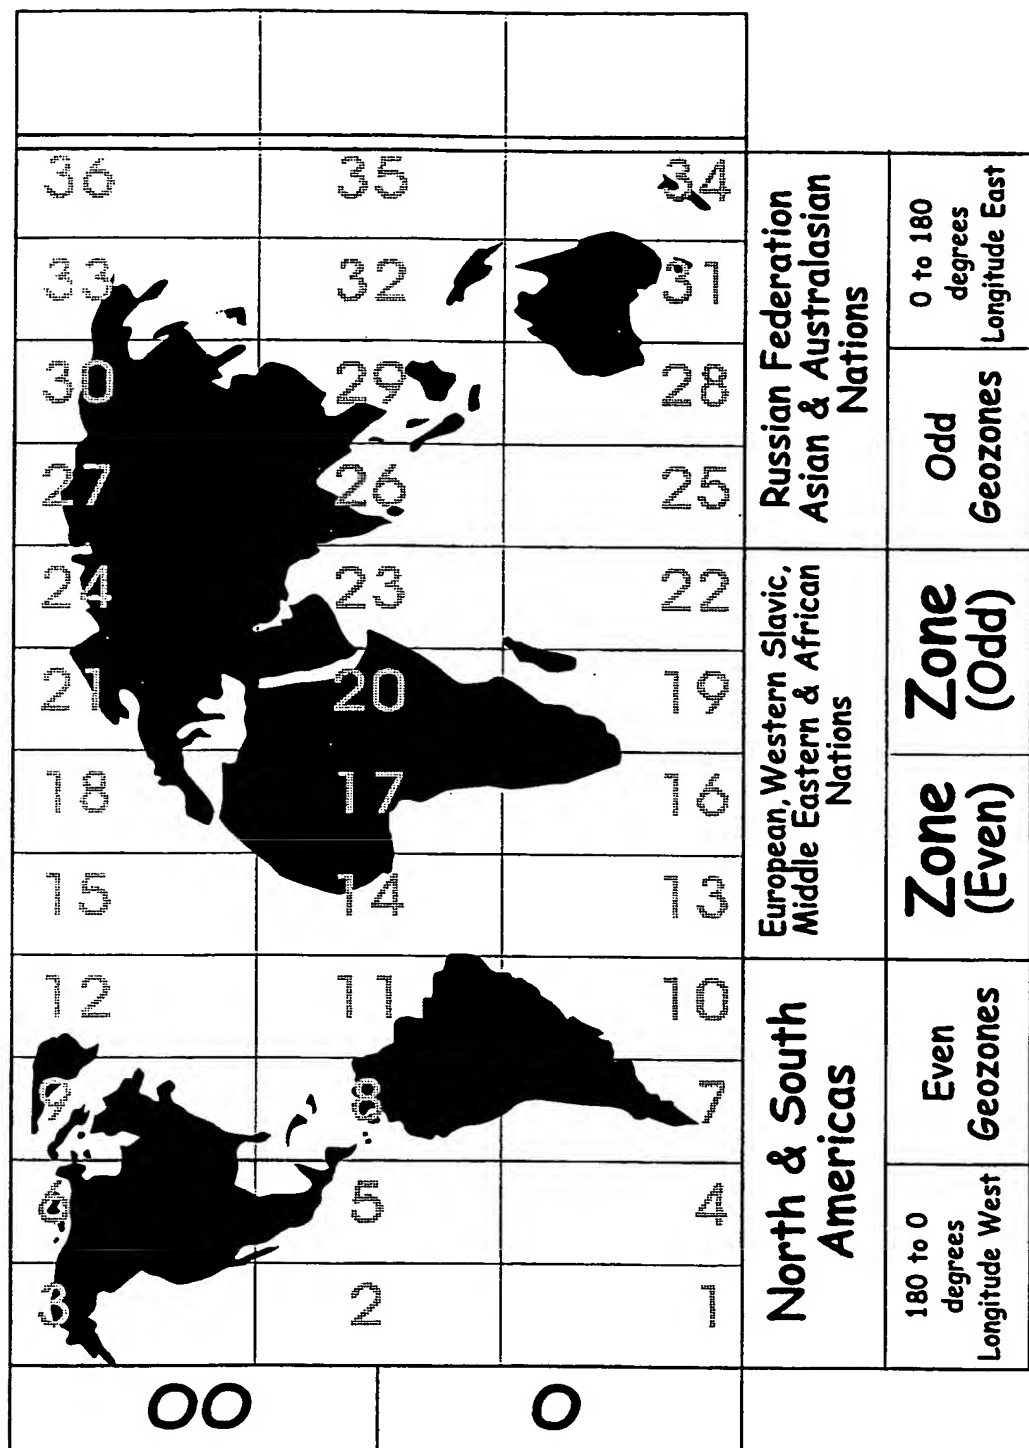 36
35
34
33
32
31
30
29
28
27
26
25
24
23
22
21
20
19
18
17
16
15
14
13
12
11
10
9
8
7
6
5
4
3
2
1
OO
O
North & South
Americas
European, Western Slavic,
Middle Eastern & African
Nations
Russian Federation
Asian & Australasian
Nations
180 to 0
degrees
Longitude West
Even
Geozones
Zone
(Even)
Zone
(Odd)
Odd
Geozones
0 to 180
degrees
Longitude East